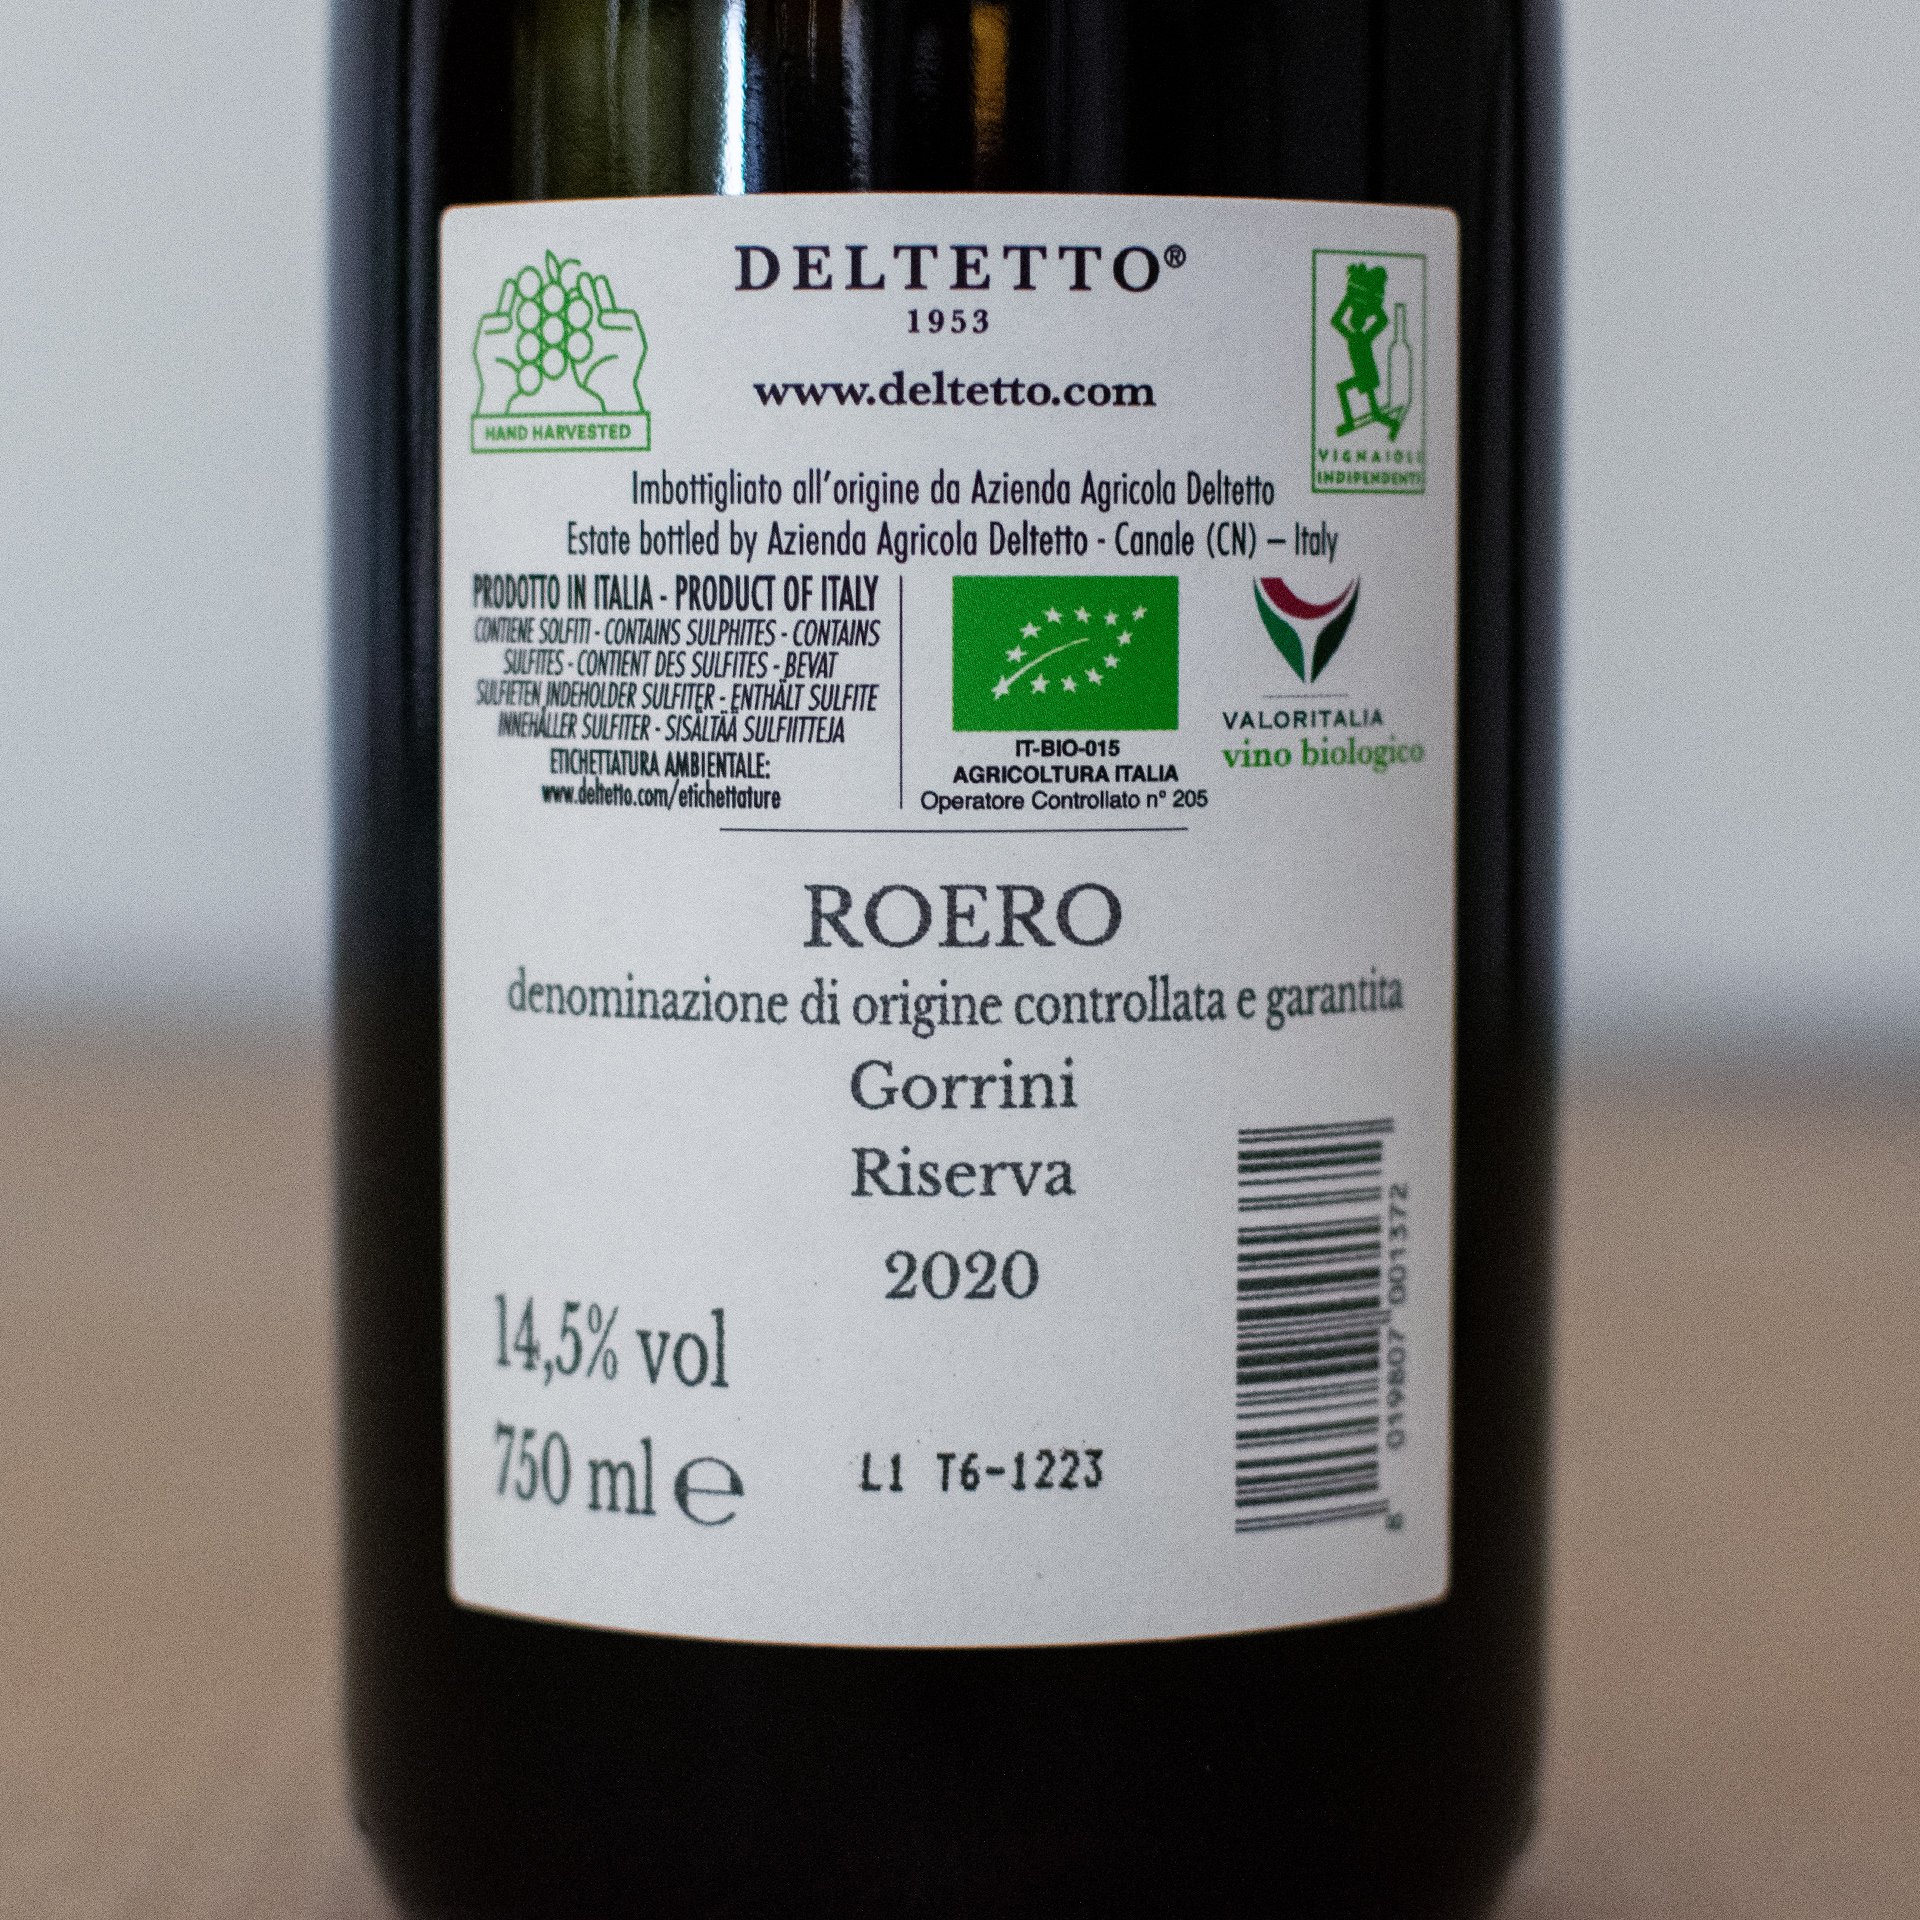 DELTETTO®
1953
www.deltetto.com
HAND HARVESTED
VIGNAIOLI
INDIPENDENTI
Imbottigliato all'origine da Azienda Agricola Deltetto
Estate bottled by Azienda Agricola Deltetto - Canale (CN) – Italy
PRODOTTO IN ITALIA - PRODUCT OF ITALY
CONTIENE SOLFITI - CONTAINS SULPHITES - CONTAINS
SULFITES - CONTIENT DES SULFITES - BEVAT
SULFIETEN INDEHOLDER SULFITER - ENTHÄLT SULFITE
INNEHÅLLER SULFITER - SISÄLTÄÄ SULFIITTEJA
ETICHETTATURA AMBIENTALE:
www.deltetto.com/etichettature
IT-BIO-015
AGRICOLTURA ITALIA
Operatore Controllato n° 205
VALORITALIA
vino biologico
ROERO
denominazione di origine controllata e garantita
Gorrini
Riserva
2020
14,5% vol
750 ml e
L1 T6-1223
8 019807 001372